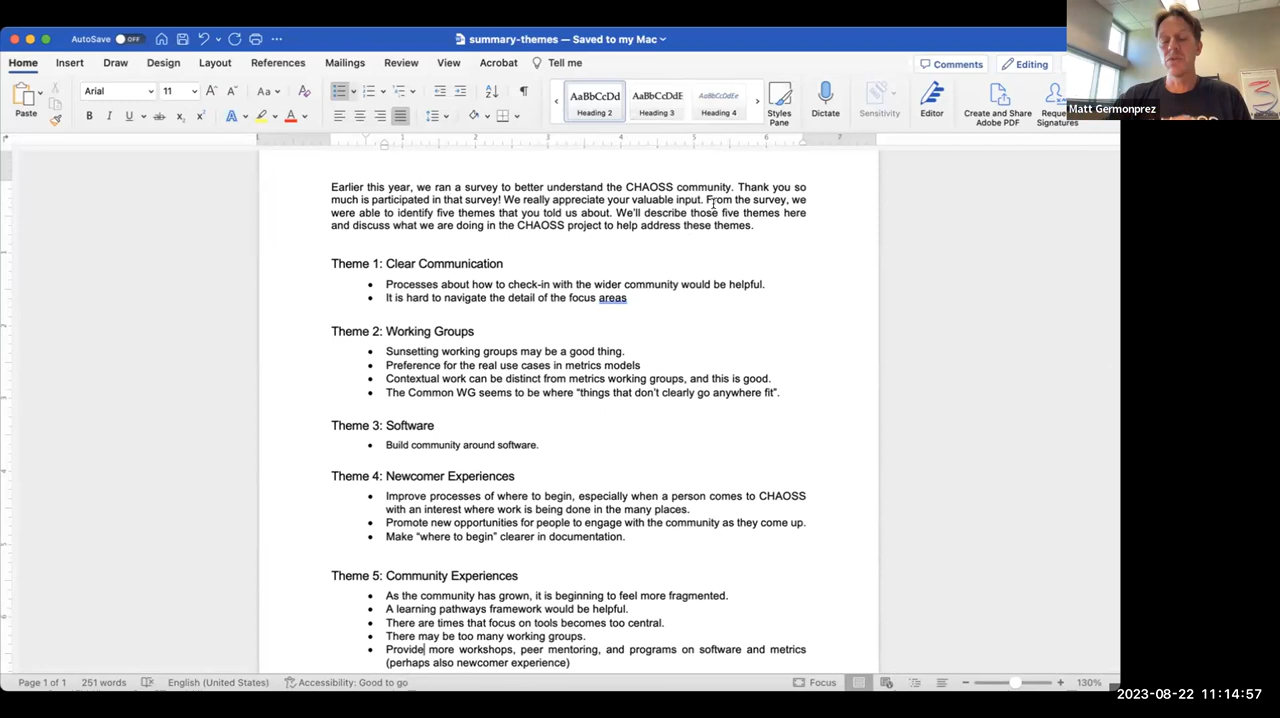 AutoSave OFF
summary-themes — Saved to my Mac
Home Insert Draw Design Layout References Mailings Review View Acrobat Tell me Comments Editing
Paste
Arial 11
Aa
B I U ab x₂ x² A A
AaBbCcDd AaBbCcDdE AaBbCcDdEe
Heading 2 Heading 3 Heading 4
Styles Pane
Dictate
Sensitivity
Editor
Create and Share Adobe PDF
Signatures
Matt Germonprez
1 1 2 3 4 5 6 7
Earlier this year, we ran a survey to better understand the CHAOSS community. Thank you so
much is participated in that survey! We really appreciate your valuable input. From the survey, we
were able to identify five themes that you told us about. We'll describe those five themes here
and discuss what we are doing in the CHAOSS project to help address these themes.
Theme 1: Clear Communication
• Processes about how to check-in with the wider community would be helpful.
• It is hard to navigate the detail of the focus areas
Theme 2: Working Groups
• Sunsetting working groups may be a good thing.
• Preference for the real use cases in metrics models
• Contextual work can be distinct from metrics working groups, and this is good.
• The Common WG seems to be where “things that don’t clearly go anywhere fit”.
Theme 3: Software
• Build community around software.
Theme 4: Newcomer Experiences
• Improve processes of where to begin, especially when a person comes to CHAOSS
with an interest where work is being done in the many places.
• Promote new opportunities for people to engage with the community as they come up.
• Make “where to begin” clearer in documentation.
Theme 5: Community Experiences
• As the community has grown, it is beginning to feel more fragmented.
• A learning pathways framework would be helpful.
• There are times that focus on tools becomes too central.
• There may be too many working groups.
• Provide more workshops, peer mentoring, and programs on software and metrics
(perhaps also newcomer experience)
Page 1 of 1 251 words English (United States) Accessibility: Good to go Focus 130%
2023-08-22 11:14:57